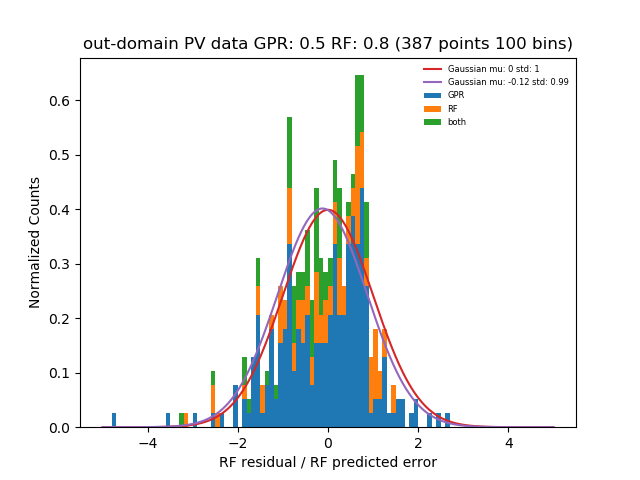 out-domain PV data GPR: 0.5 RF: 0.8 (387 points 100 bins)
Gaussian mu: 0 std: 1
Gaussian mu: -0.12 std: 0.99
GPR
RF
both
Normalized Counts
0.6
0.5
0.4
0.3
0.2
0.1
0.0
−4
−2
0
2
4
RF residual / RF predicted error